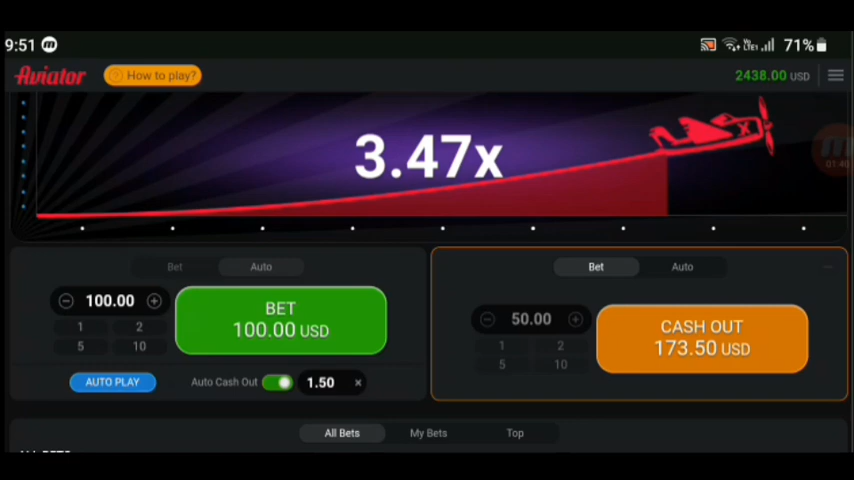 9:51
71%
Aviator
? How to play?
2438.00 USD
3.47x
01:40
Bet Auto
100.00
1 2
5 10
BET
100.00 USD
AUTO PLAY
Auto Cash Out 1.50 ×
Bet Auto
50.00
1 2
5 10
CASH OUT
173.50 USD
All Bets My Bets Top